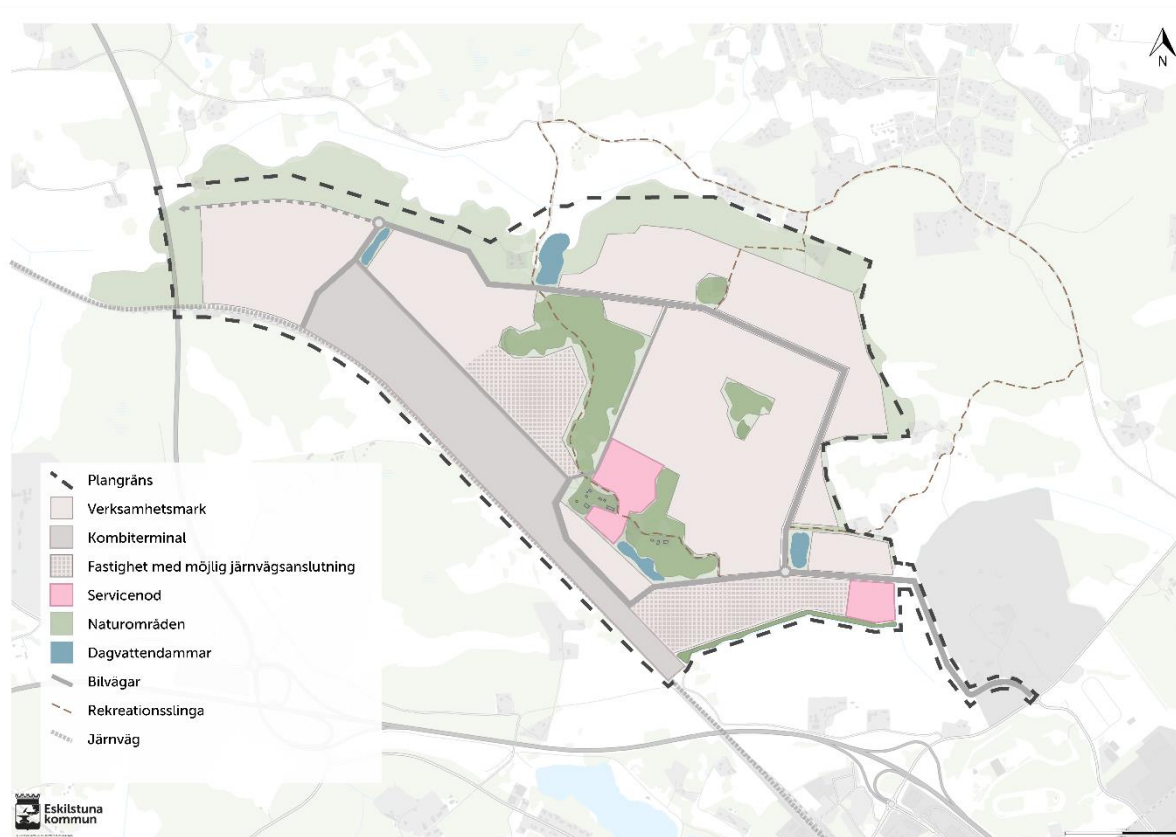 N
Plangräns
Verksamhetsmark
Kombiterminal
Fastighet med möjlig järnvägsanslutning
Servicenod
Naturområden
Dagvattendammar
Bilvägar
Rekreationsslinga
Järnväg
Eskilstuna
kommun